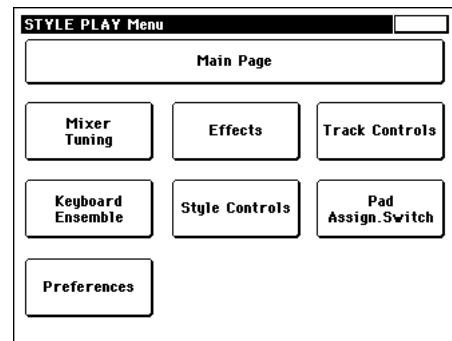 STYLE PLAY Menu
Main Page
Mixer
Tuning
Effects
Track Controls
Keyboard
Ensemble
Style Controls
Pad
Assign.Switch
Preferences